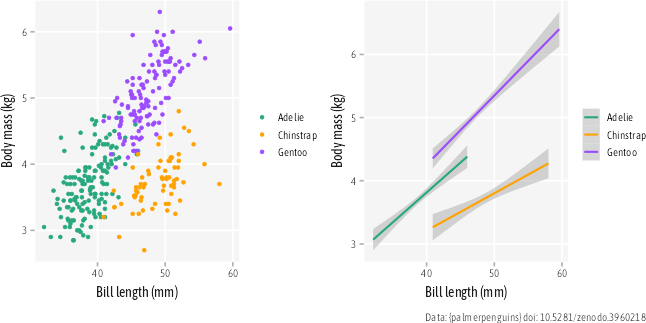 6
5
4
3
Body mass (kg)
40
50
60
Bill length (mm)
Adelie
Chinstrap
Gentoo
6
5
4
3
Body mass (kg)
40
50
60
Bill length (mm)
Adelie
Chinstrap
Gentoo
Data: {palmerpenguins} doi: 10.5281/zenodo.3960218